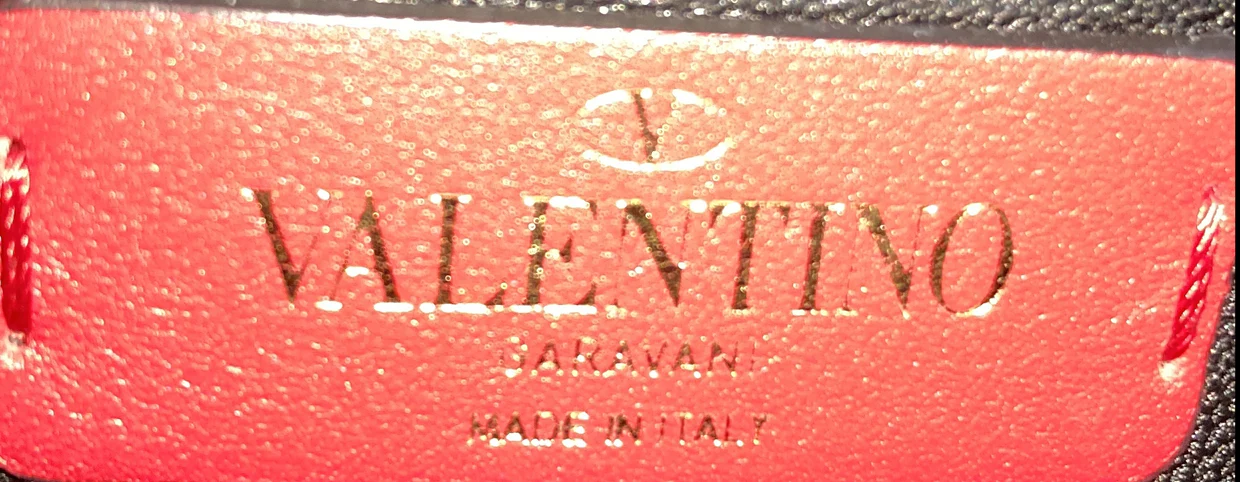 V
VALENTINO
GARAVANI
MADE IN ITALY